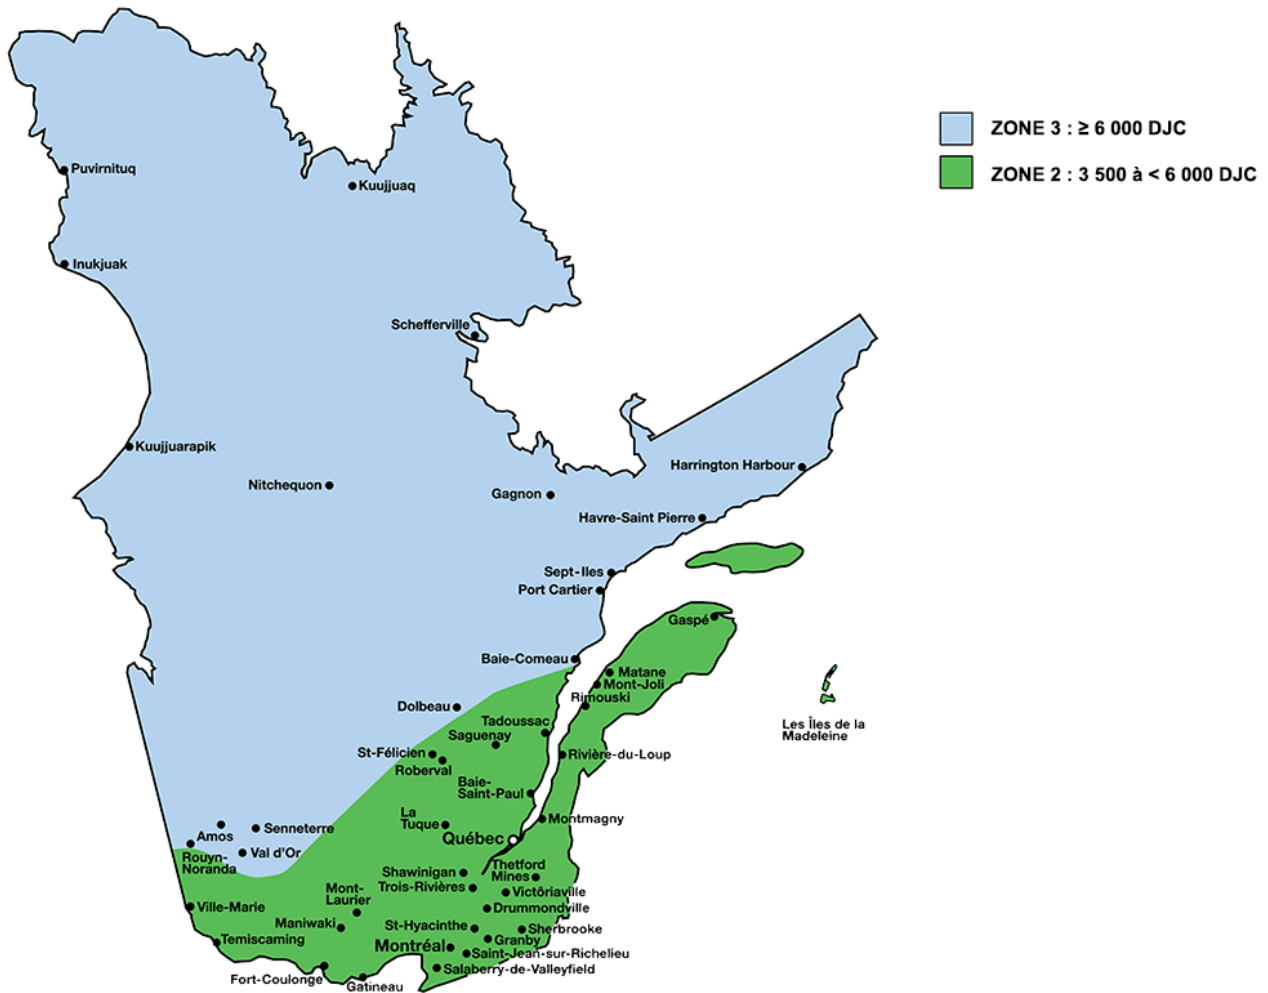 ZONE 3 : ≥ 6 000 DJC
ZONE 2 : 3 500 à < 6 000 DJC
Puvirnituq
Kuujjuaq
Inukjuak
Schefferville
Kuujjuarapik
Harrington Harbour
Nitchequon
Gagnon
Havre-Saint Pierre
Sept-Iles
Port Cartier
Gaspé
Baie-Comeau
Matane
Mont-Joli
Rimouski
Les Îles de la
Madeleine
Dolbeau
Tadoussac
Saguenay
St-Félicien
Roberval
Rivière-du-Loup
Baie-
Saint-Paul
La
Tuque
Montmagny
Québec
Amos
Senneterre
Rouyn-
Noranda
Val d'Or
Thetford
Mines
Shawinigan
Trois-Rivières
Victôriaville
Mont-
Laurier
Ville-Marie
Drummondville
Maniwaki
St-Hyacinthe
Sherbrooke
Temiscaming
Granby
Montréal
Saint-Jean-sur-Richelieu
Salaberry-de-Valleyfield
Fort-Coulonge
Gatineau